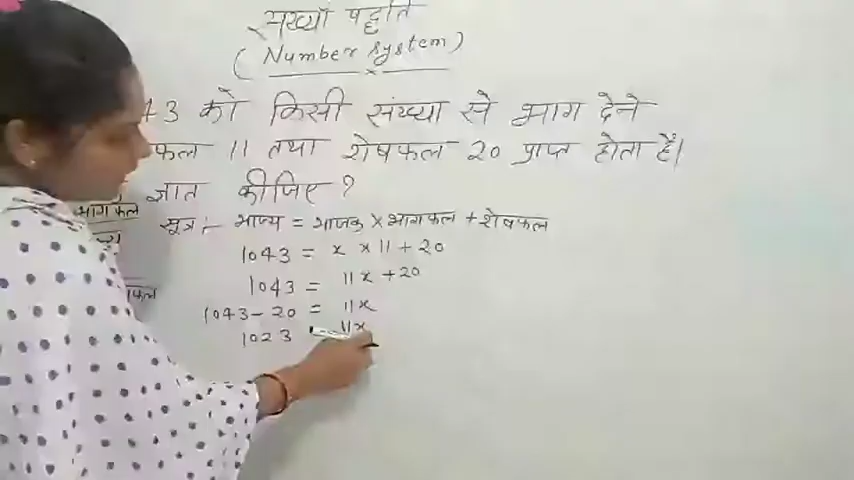 संख्या पद्धति
(Number system)
43 को किसी संख्या से भाग देने
फल 11 तथा शेषफल 20 प्राप्त होता है।
ज्ञात कीजिए ?
भागफल
सूत्र :- भाज्य = भाजक × भागफल + शेषफल
1043 = x × 11 + 20
1043 = 11x + 20
1043 - 20 = 11x
1023 = 11x